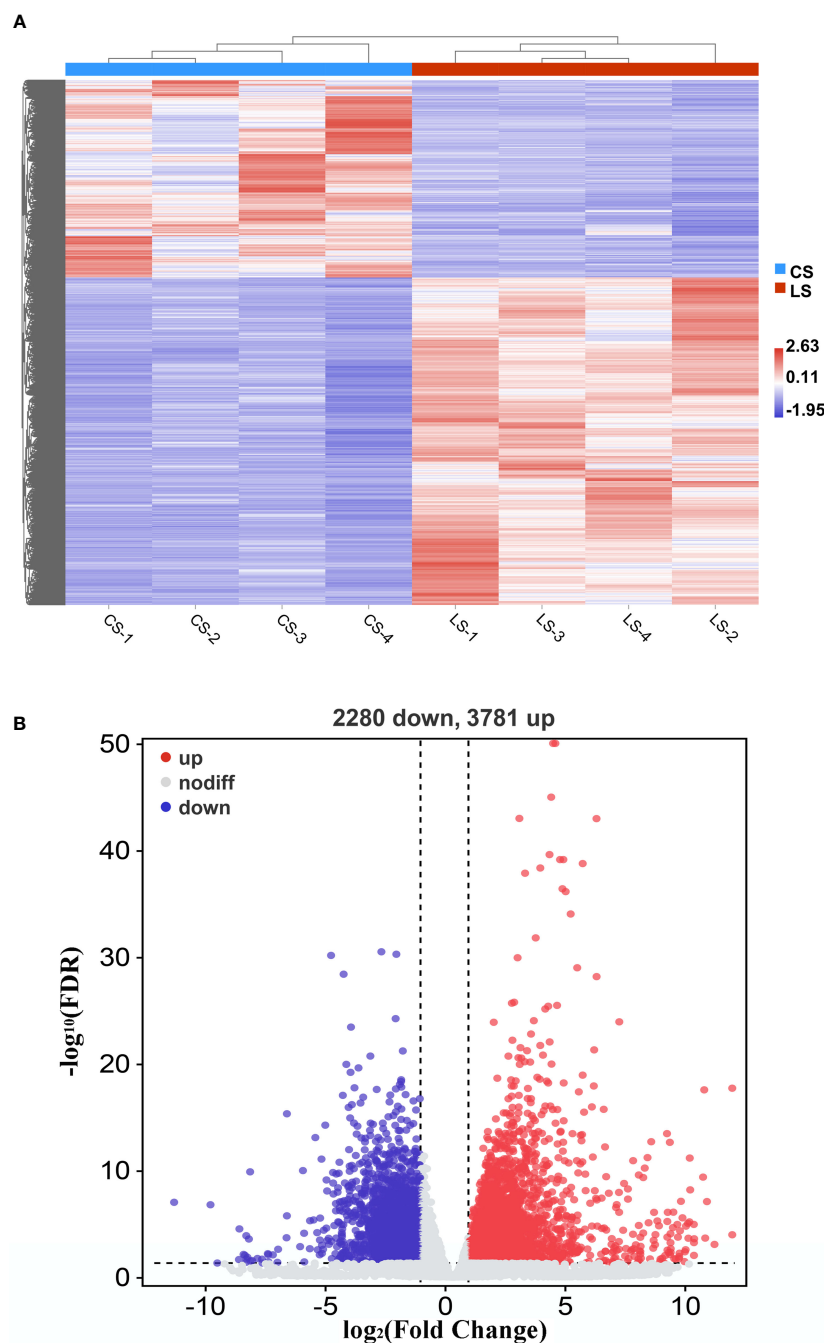 A
CS
LS
2.63
0.11
-1.95
CS-1 CS-2 CS-3 CS-4 LS-1 LS-3 LS-4 LS-2
B
2280 down, 3781 up
up
nodiff
down
50
40
30
20
10
0
-log¹⁰(FDR)
-10 -5 0 5 10
log₂(Fold Change)